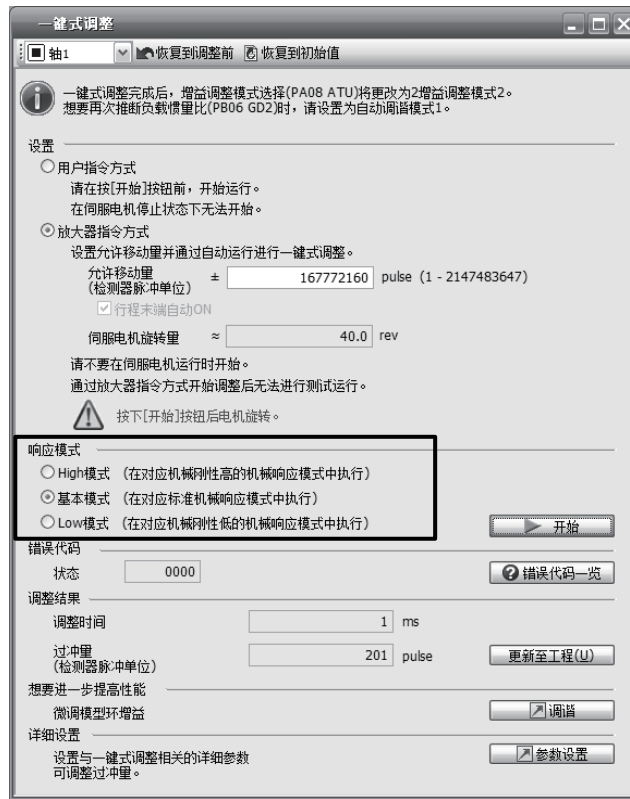 一键式调整
轴1 恢复到调整前 恢复到初始值
一键式调整完成后，增益调整模式选择(PA08 ATU)将更改为2增益调整模式2。
想要再次推断负载惯量比(PB06 GD2)时，请设置为自动调谐模式1。
设置
用户指令方式
请在按[开始]按钮前，开始运行。
在伺服电机停止状态下无法开始。
放大器指令方式
设置允许移动量并通过自动运行进行一键式调整。
允许移动量
(检测器脉冲单位) ± 167772160 pulse (1 - 2147483647)
行程末端自动ON
伺服电机旋转量 ≈ 40.0 rev
请不要在伺服电机运行时开始。
通过放大器指令方式开始调整后无法进行测试运行。
按下[开始]按钮后电机旋转。
响应模式
High模式 (在对应机械刚性高的机械响应模式中执行)
基本模式 (在对应标准机械响应模式中执行)
Low模式 (在对应机械刚性低的机械响应模式中执行)
开始
错误代码
状态 0000 错误代码一览
调整结果
调整时间 1 ms
过冲量
(检测器脉冲单位) 201 pulse 更新至工程(U)
想要进一步提高性能
微调模型环增益 调谐
详细设置
设置与一键式调整相关的详细参数 参数设置
可调整过冲量。